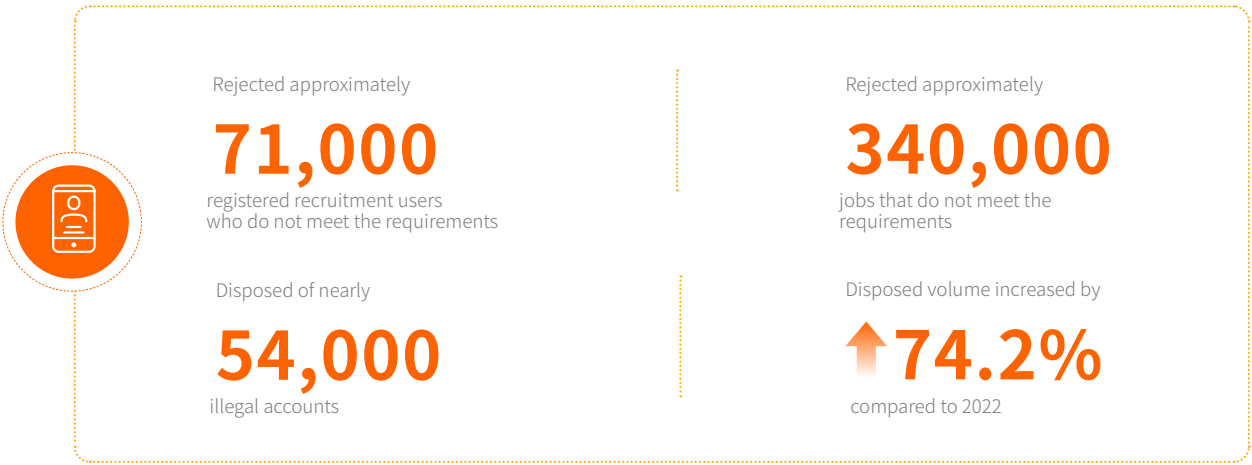 Rejected approximately
71,000
registered recruitment users
who do not meet the requirements
Rejected approximately
340,000
jobs that do not meet the
requirements
Disposed of nearly
54,000
illegal accounts
Disposed volume increased by
74.2%
compared to 2022